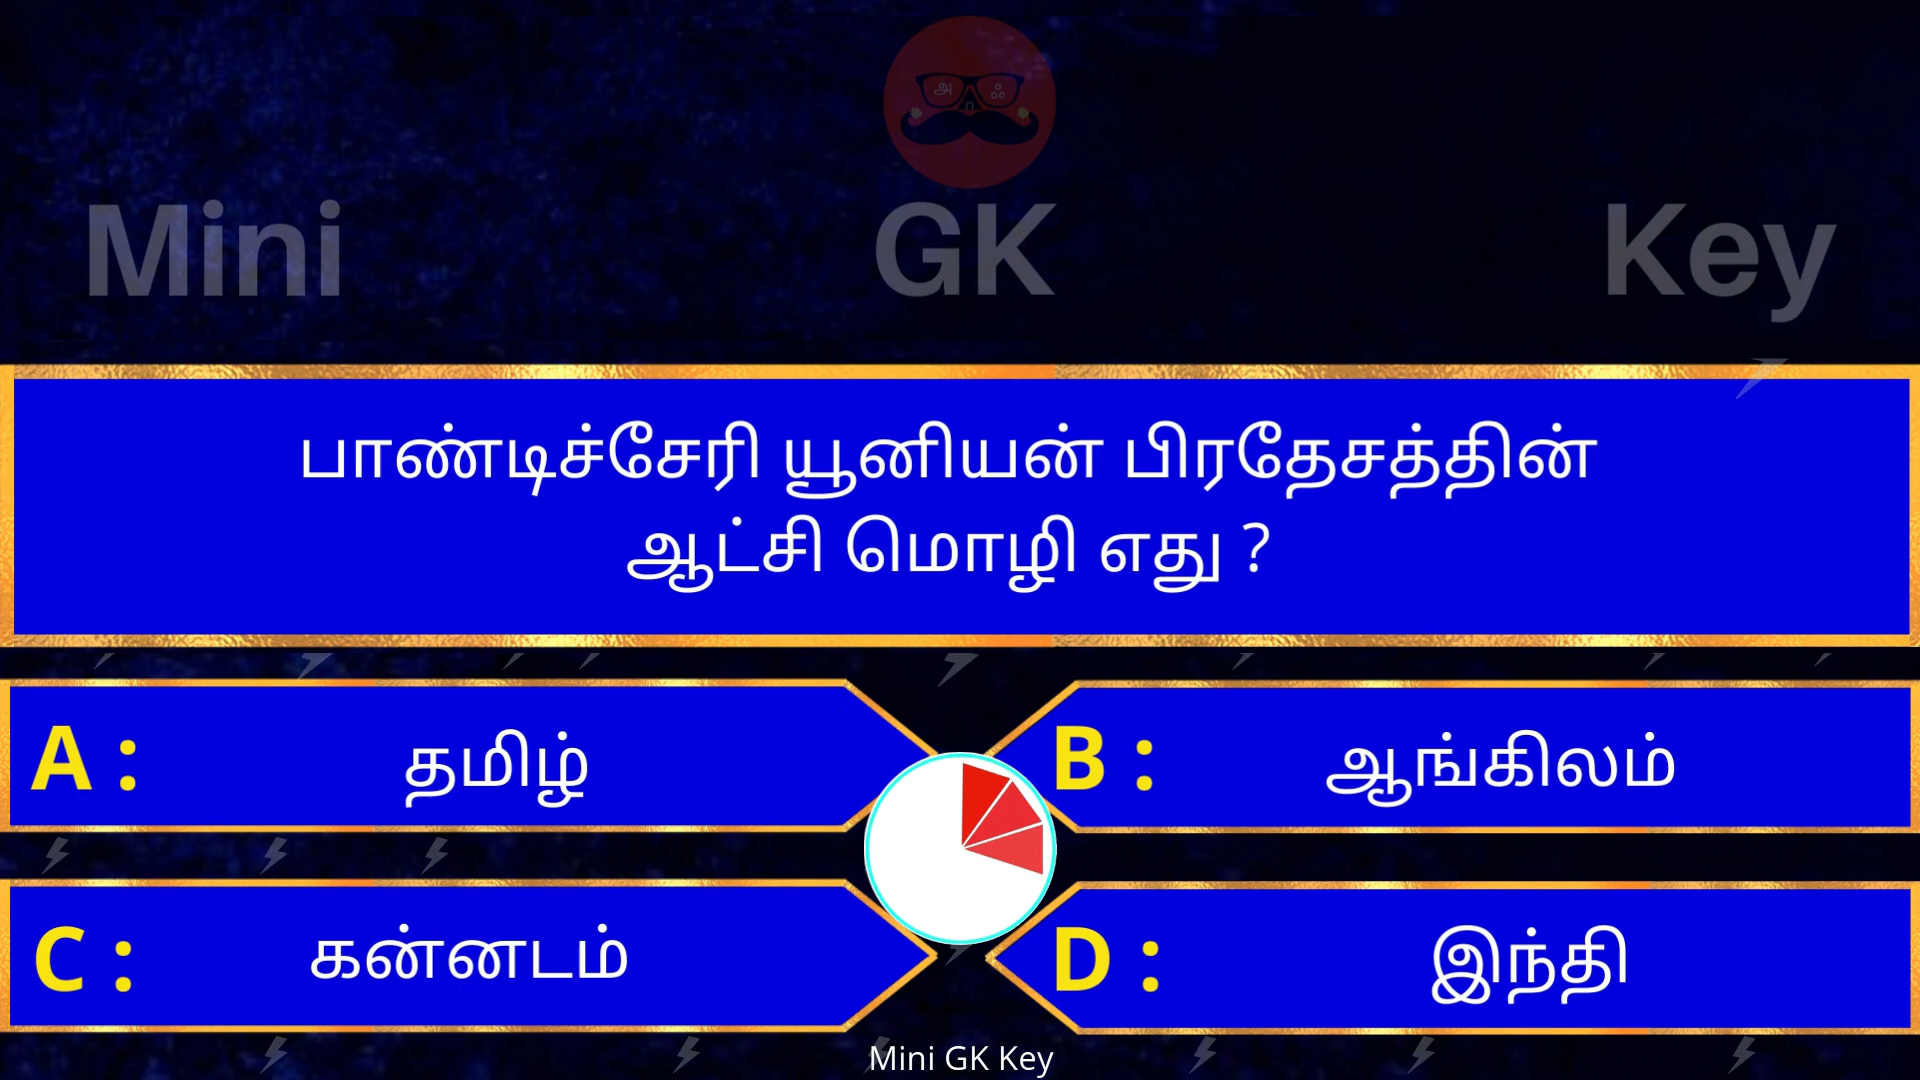 அ ஃ
Mini GK Key
பாண்டிச்சேரி யூனியன் பிரதேசத்தின்
ஆட்சி மொழி எது ?
A : தமிழ்
B : ஆங்கிலம்
C : கன்னடம்
D : இந்தி
Mini GK Key